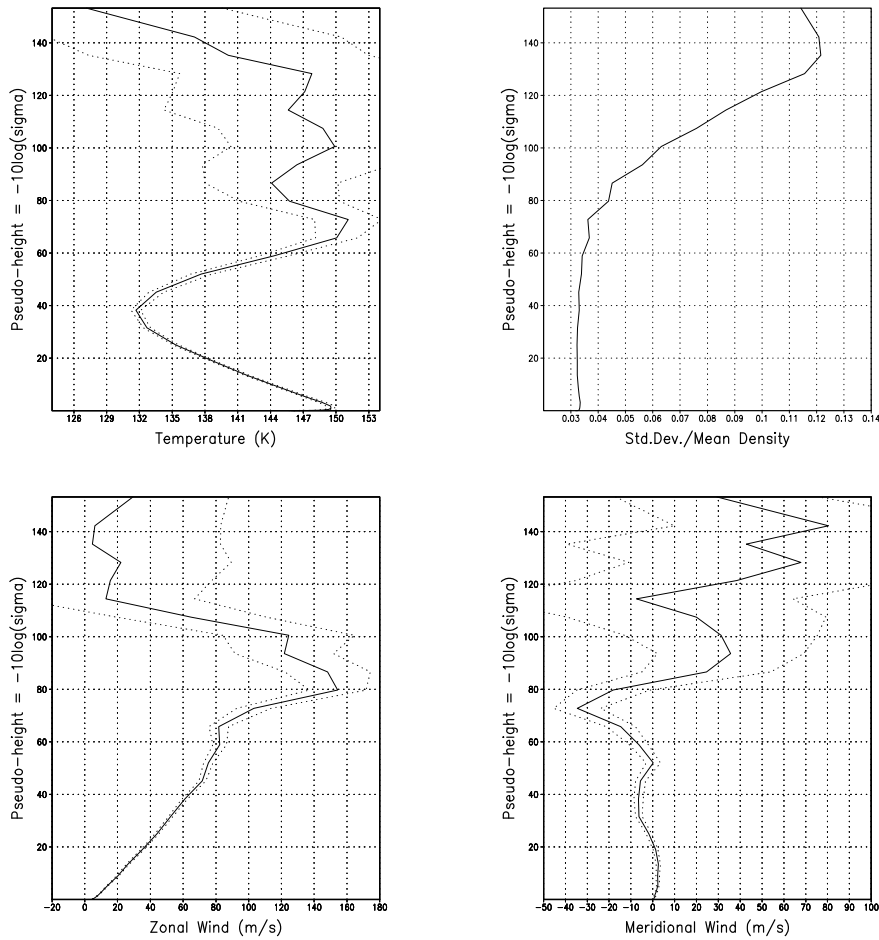 140
120
100
80
60
40
20
Pseudo-height = -10log(sigma)
126 129 132 135 138 141 144 147 150 153
Temperature (K)
140
120
100
80
60
40
20
Pseudo-height = -10log(sigma)
0.03 0.04 0.05 0.06 0.07 0.08 0.09 0.1 0.11 0.12 0.13 0.14
Std.Dev./Mean Density
140
120
100
80
60
40
20
Pseudo-height = -10log(sigma)
-20 0 20 40 60 80 100 120 140 160 180
Zonal Wind (m/s)
140
120
100
80
60
40
20
Pseudo-height = -10log(sigma)
-50 -40 -30 -20 -10 0 10 20 30 40 50 60 70 80 90 100
Meridional Wind (m/s)